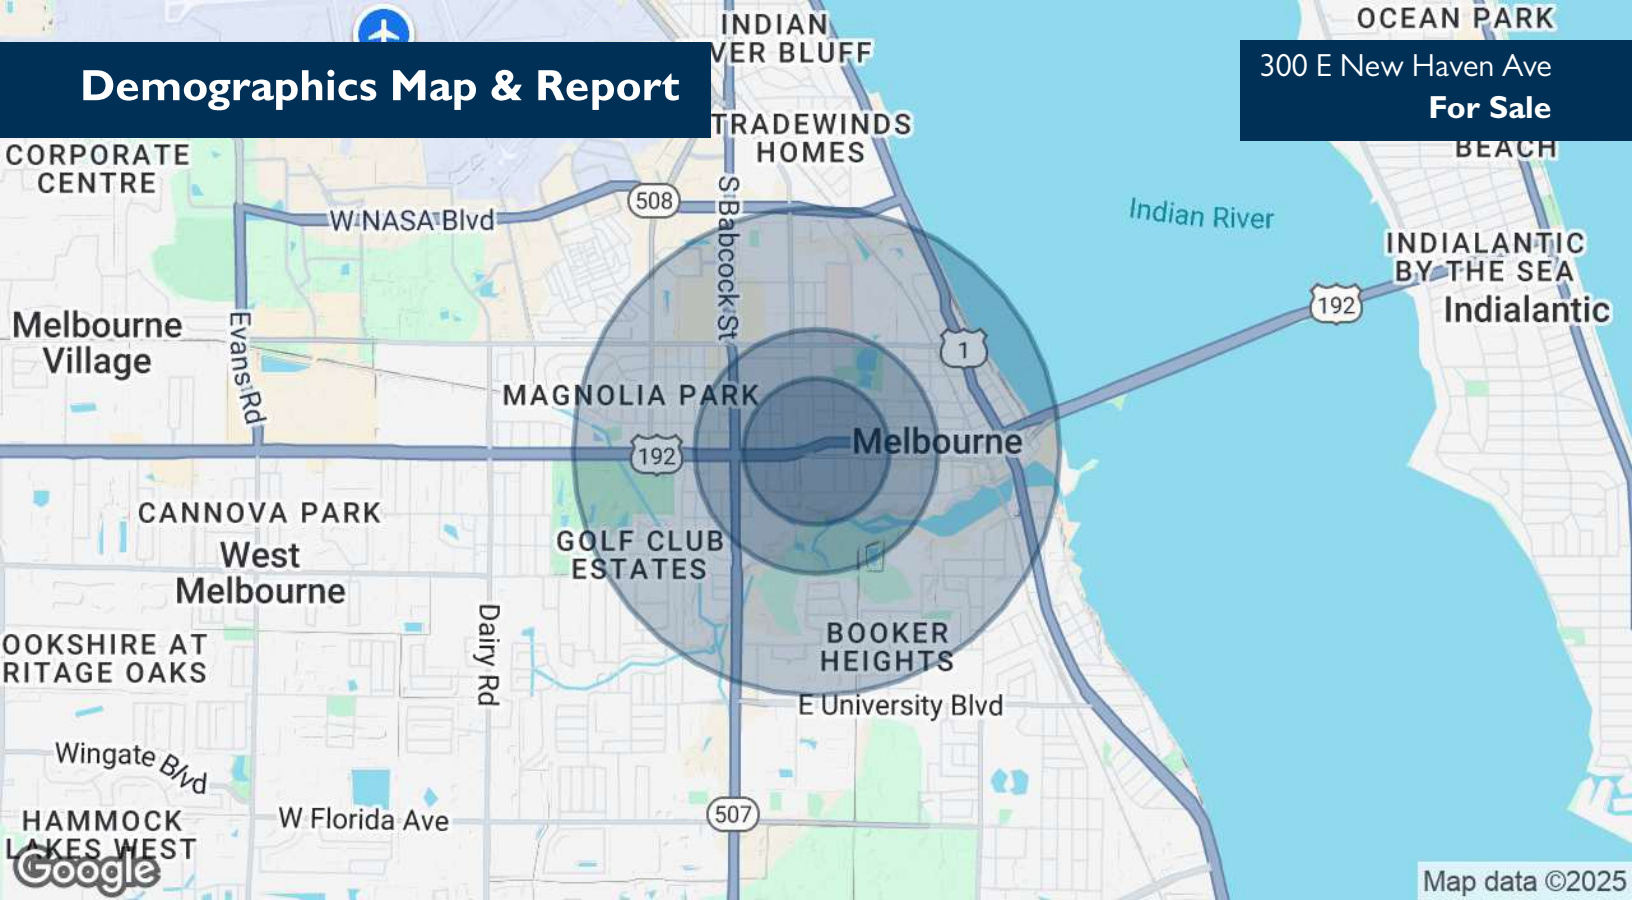 INDIAN
VER BLUFF
OCEAN PARK
Demographics Map & Report
300 E New Haven Ave
For Sale
BEACH
TRADEWINDS
HOMES
CORPORATE
CENTRE
508
W NASA Blvd
S Babcock St
Indian River
INDIALANTIC
BY THE SEA
Indialantic
192
Melbourne
Village
Evans Rd
1
MAGNOLIA PARK
Melbourne
192
CANNOVA PARK
West
Melbourne
GOLF CLUB
ESTATES
Dairy Rd
BOOKER
HEIGHTS
OOKSHIRE AT
RITAGE OAKS
E University Blvd
Wingate Blvd
W Florida Ave
507
HAMMOCK
LAKES WEST
Google
Map data ©2025